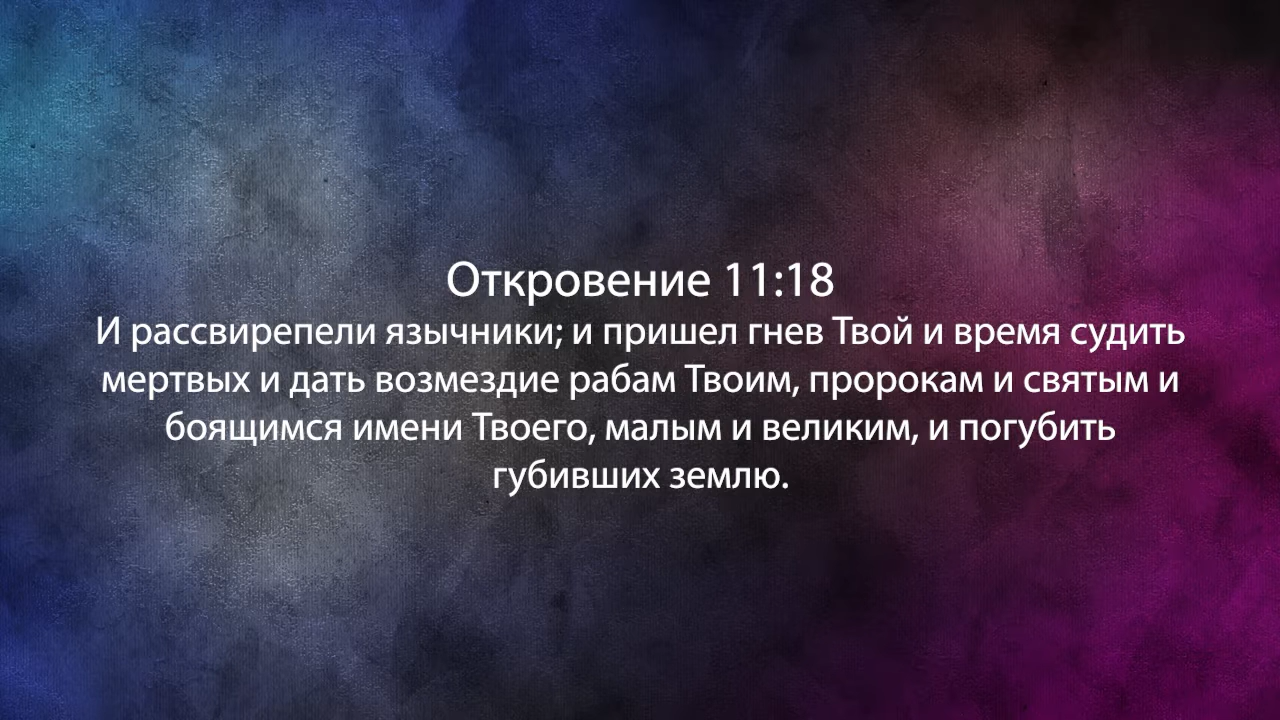 Откровение 11:18
И рассвирепели язычники; и пришел гнев Твой и время судить
мертвых и дать возмездие рабам Твоим, пророкам и святым и
боящимся имени Твоего, малым и великим, и погубить
губивших землю.